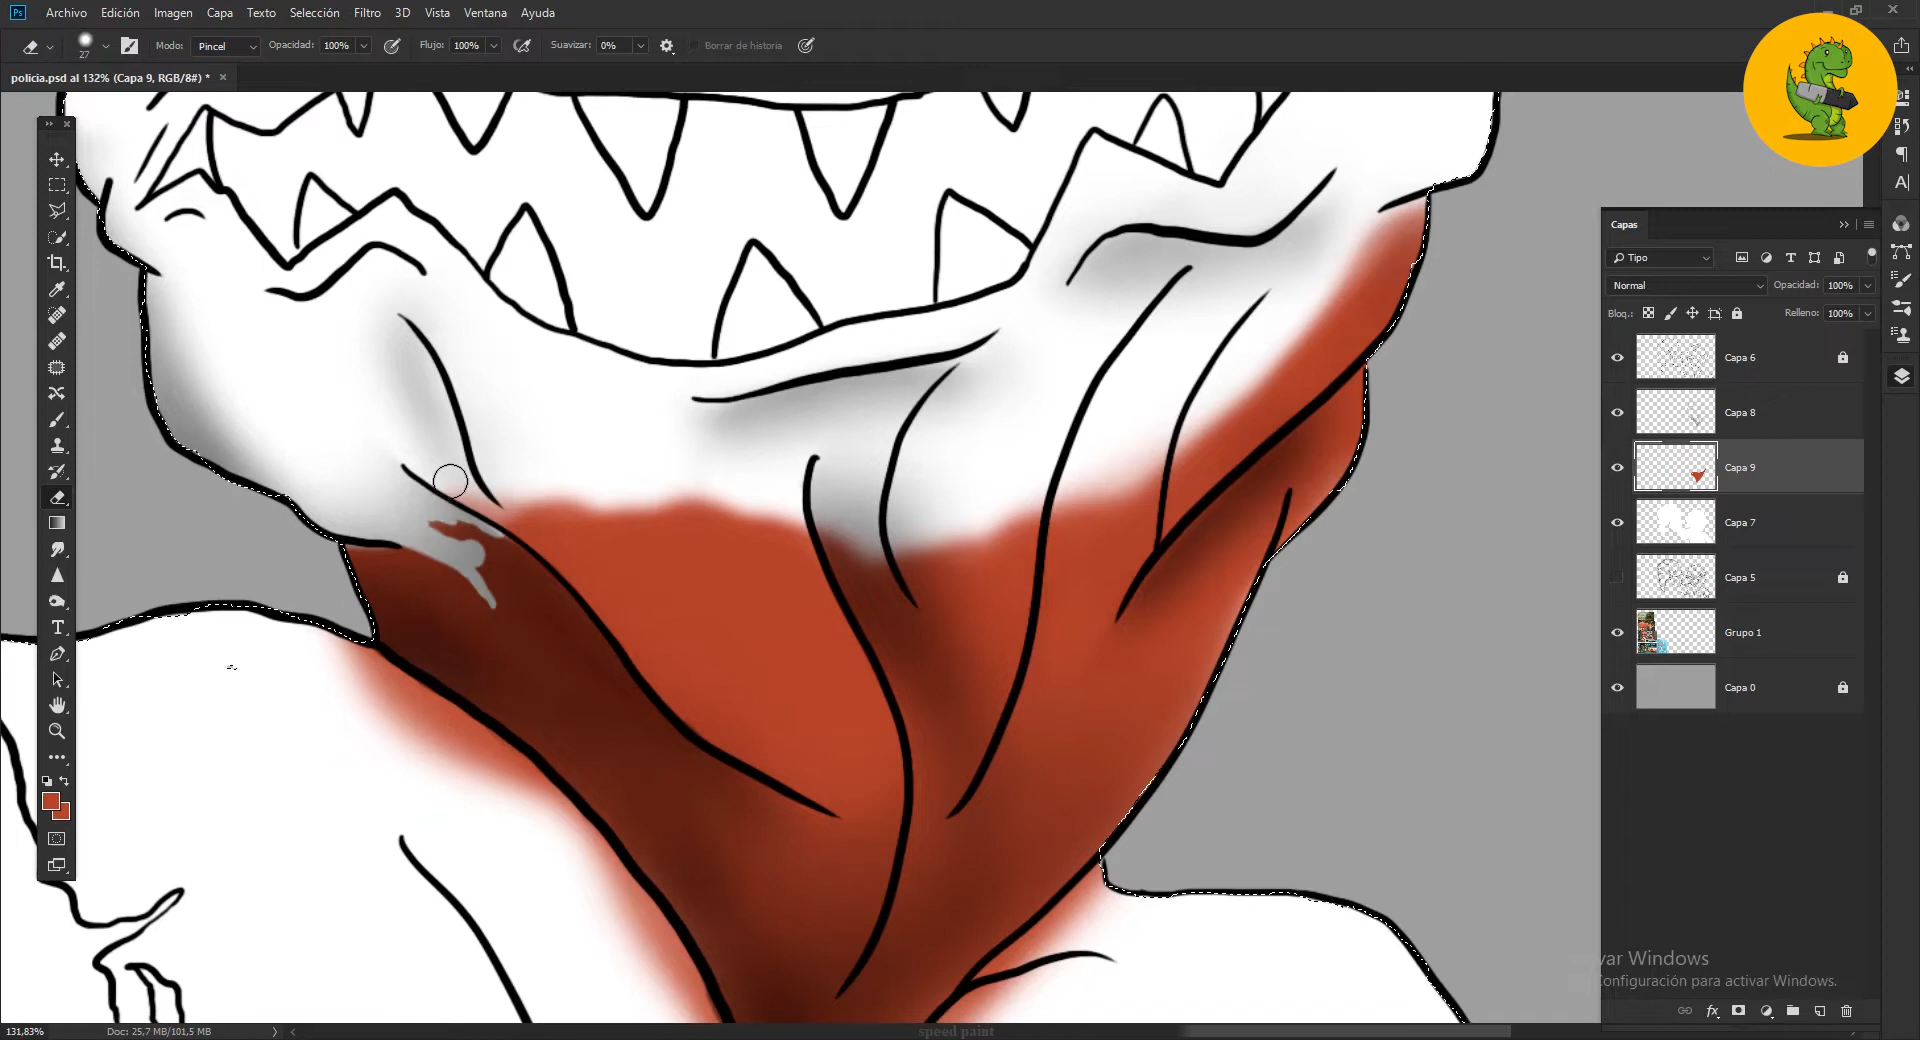 Ps Archivo Edición Imagen Capa Texto Selección Filtro 3D Vista Ventana Ayuda
27 Modo: Pincel Opacidad: 100% Flujo: 100% Suavizar: 0% Borrar de historia
policia.psd al 132% (Capa 9, RGB/8#) *
Capas
Tipo
Normal Opacidad: 100%
Bloq.: Relleno: 100%
Capa 6
Capa 8
Capa 9
Capa 7
Capa 5
Grupo 1
Capa 0
var Windows
Configuración para activar Windows.
131,83% Doc: 25,7 MB/101,5 MB
speed paint